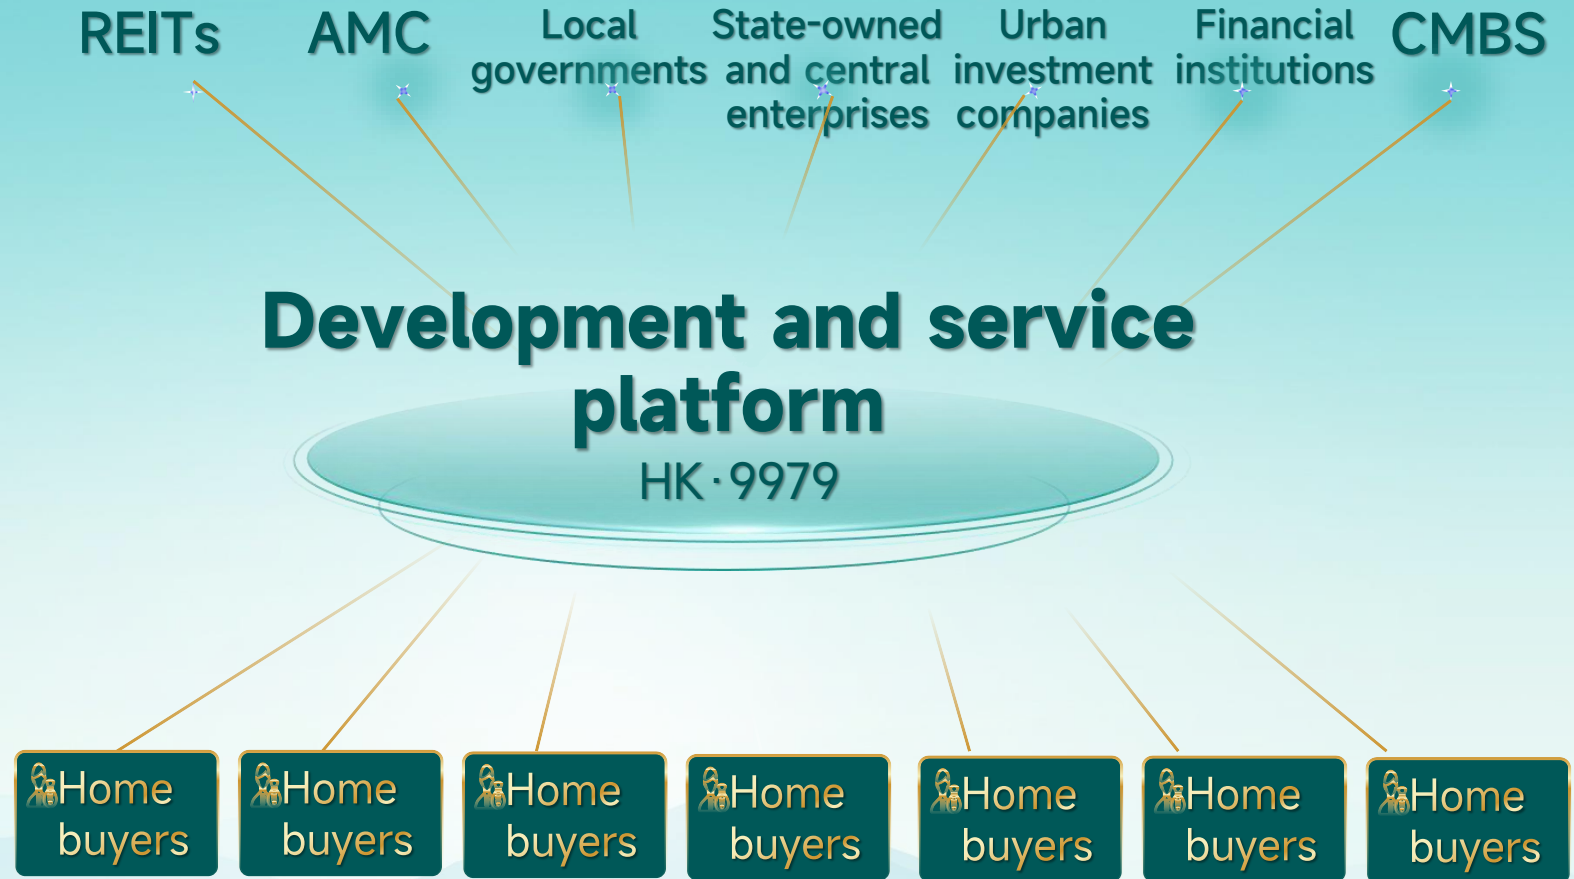 REITs
AMC
Local
governments
State-owned
and central
enterprises
Urban
investment
companies
Financial
institutions
CMBS
Development and service
platform
HK·9979
Home
buyers
Home
buyers
Home
buyers
Home
buyers
Home
buyers
Home
buyers
Home
buyers